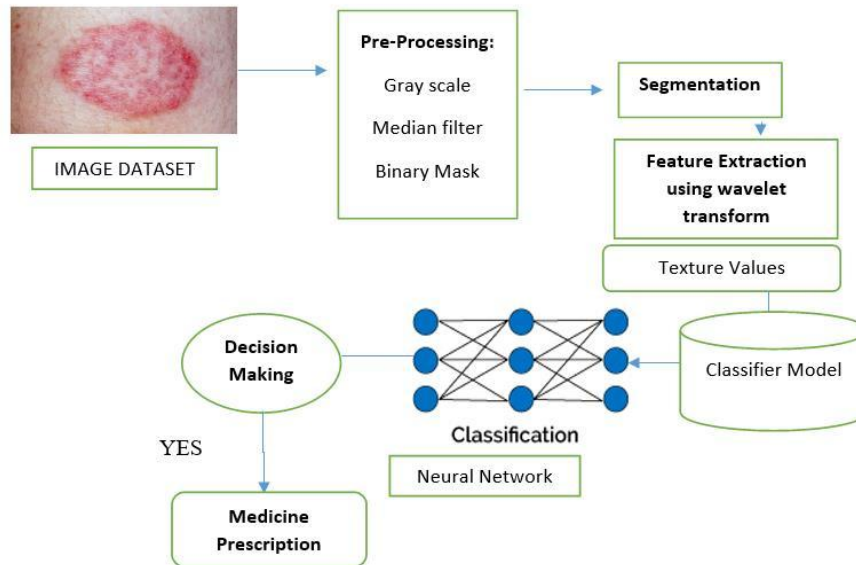 IMAGE DATASET
Pre-Processing:
Gray scale
Median filter
Binary Mask
Segmentation
Feature Extraction
using wavelet
transform
Texture Values
Classifier Model
Classification
Neural Network
Decision
Making
YES
Medicine
Prescription